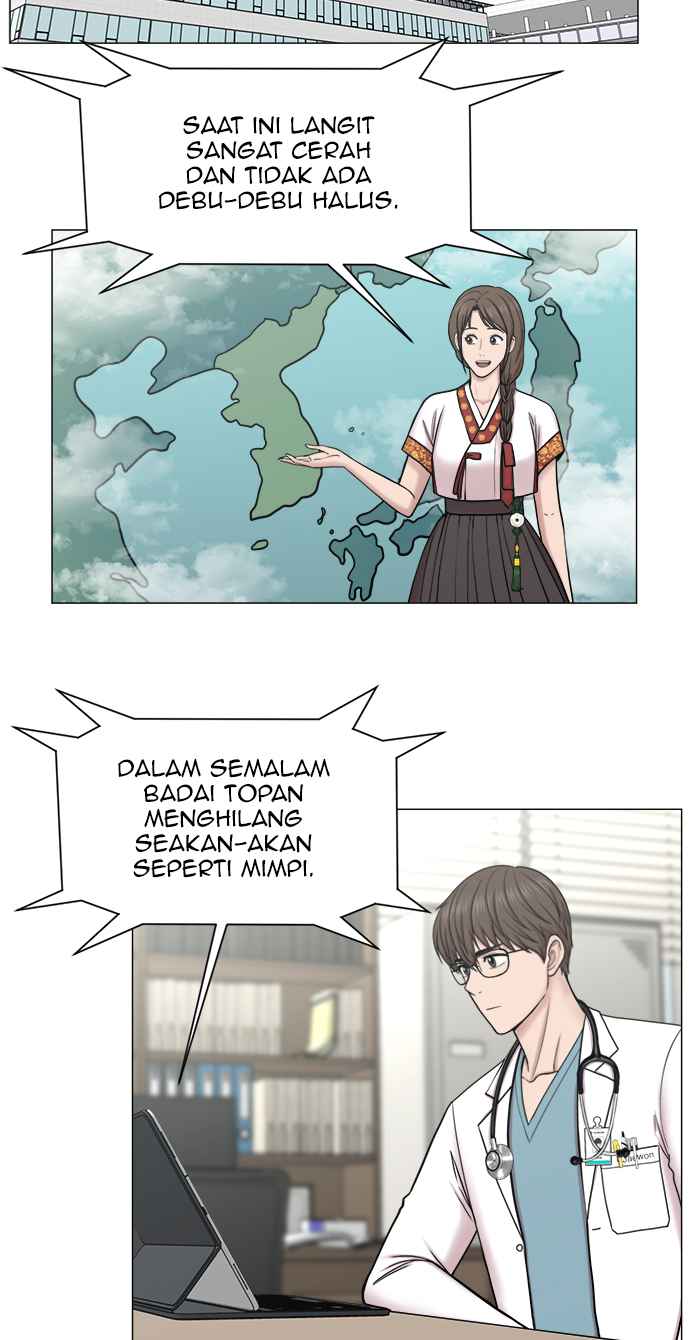 SAAT INI LANGIT
SANGAT CERAH
DAN TIDAK ADA
DEBU-DEBU HALUS.
DALAM SEMALAM
BADAI TOPAN
MENGHILANG
SEAKAN-AKAN
SEPERTI MIMPI.